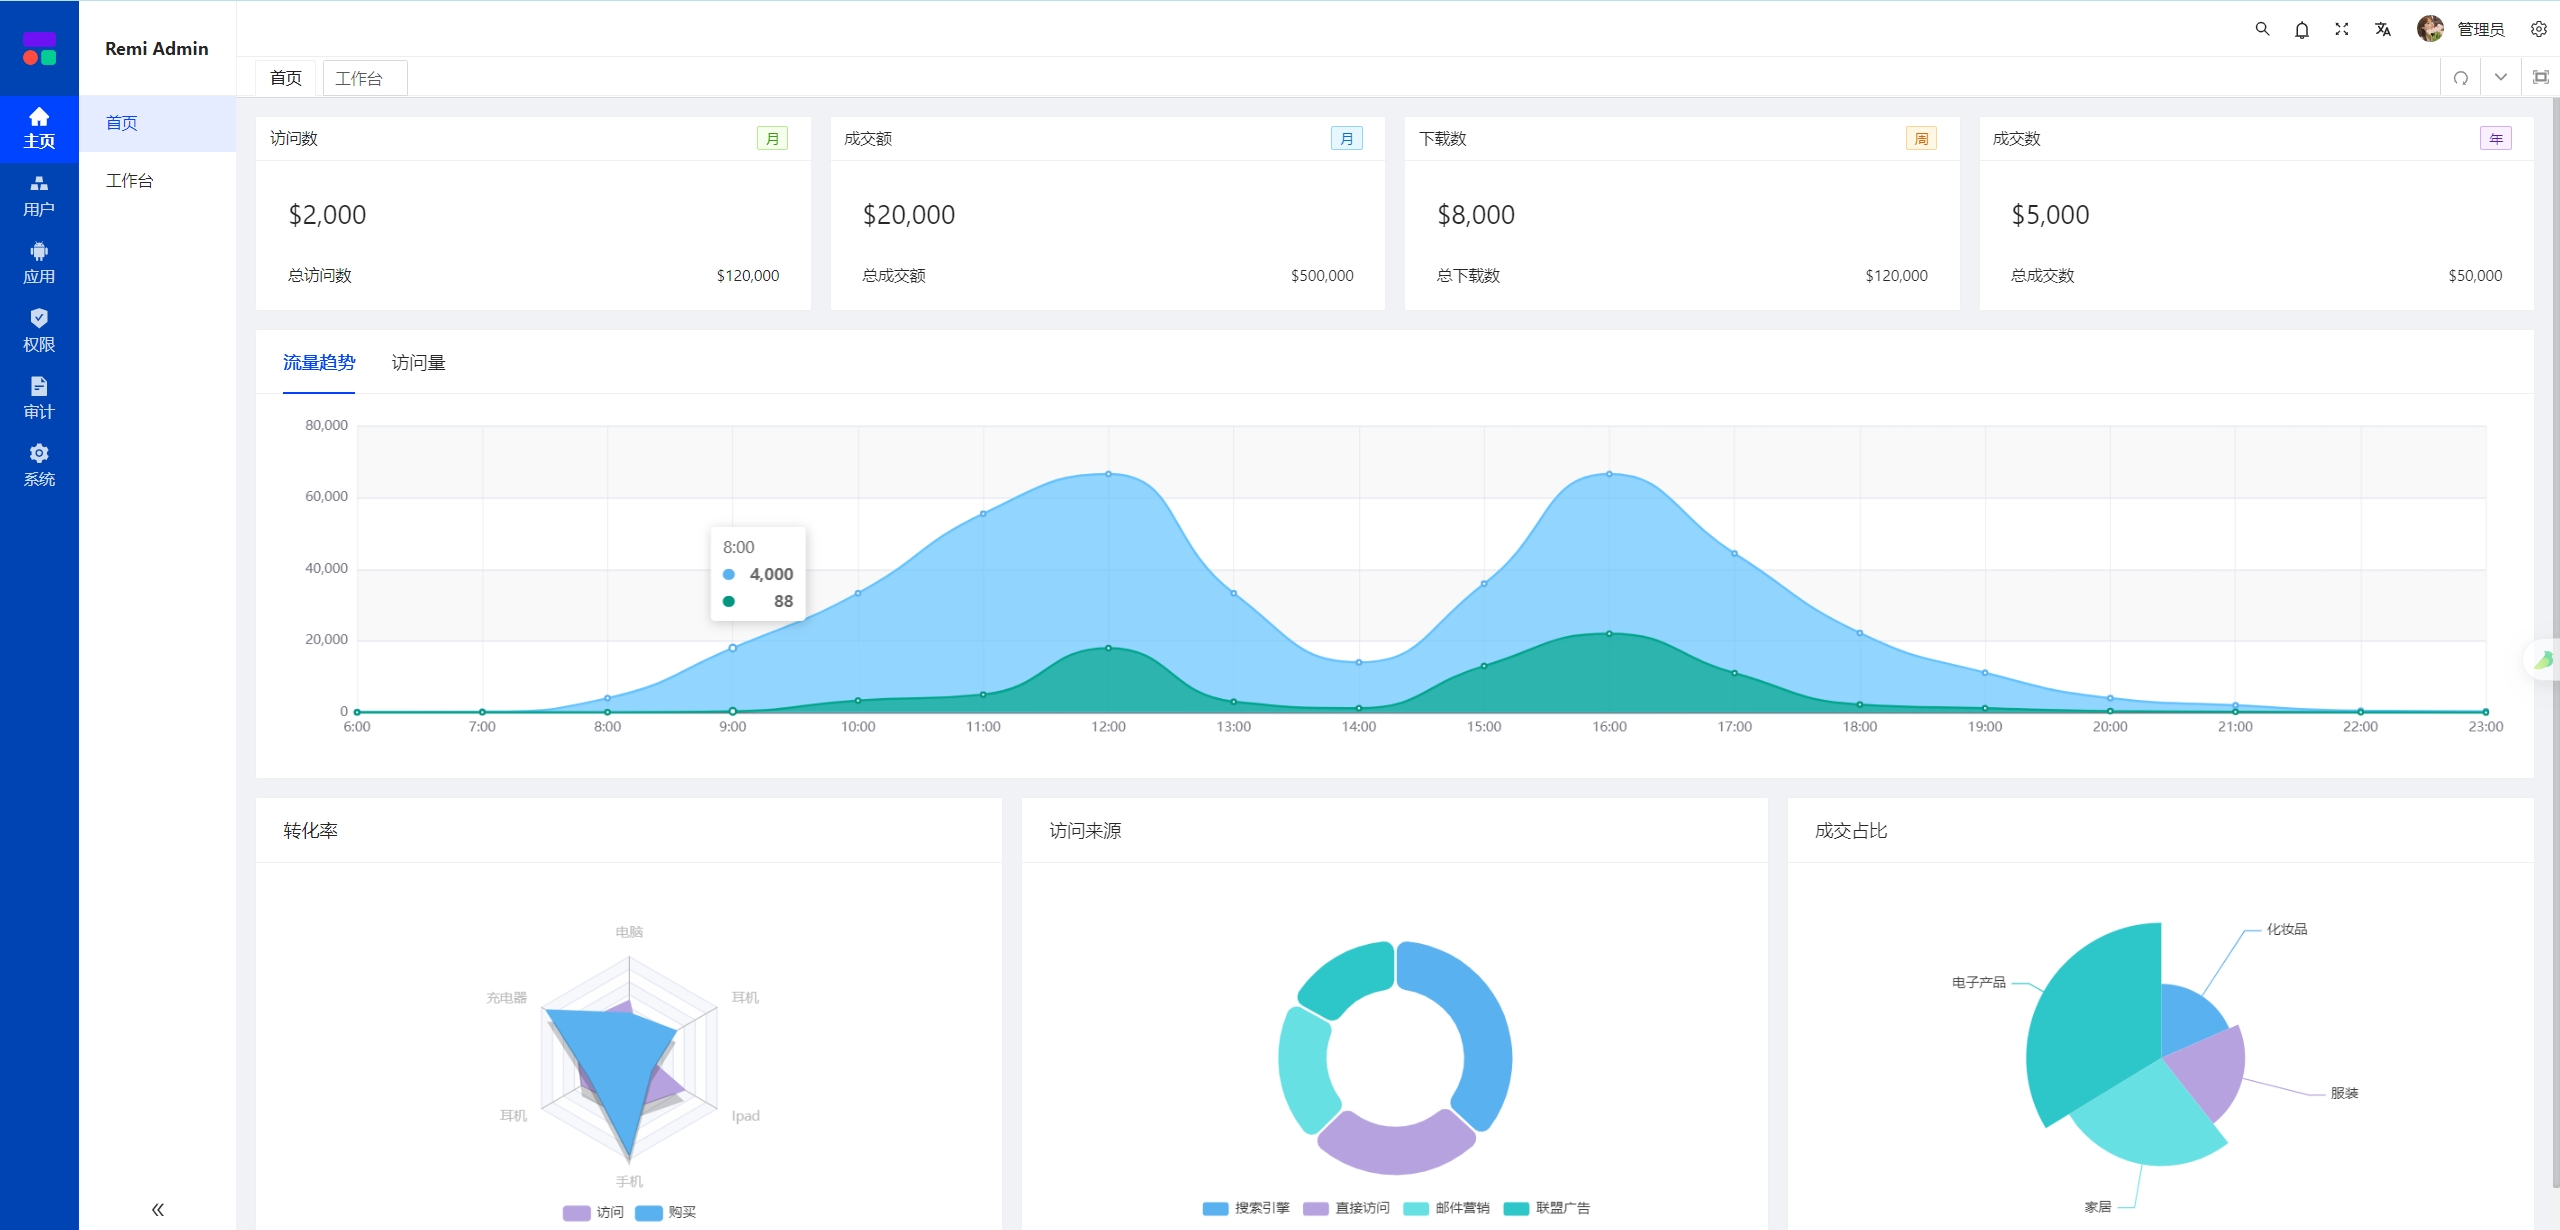 Remi Admin
管理员
首页 工作台
主页
用户
应用
权限
审计
系统
首页
工作台
访问数 月
$2,000
总访问数 $120,000
成交额 月
$20,000
总成交额 $500,000
下载数 周
$8,000
总下载数 $120,000
成交数 年
$5,000
总成交数 $50,000
流量趋势 访问量
80,000
60,000
40,000
20,000
0
8:00
4,000
88
6:00 7:00 8:00 9:00 10:00 11:00 12:00 13:00 14:00 15:00 16:00 17:00 18:00 19:00 20:00 21:00 22:00 23:00
转化率
电脑
充电器 耳机
耳机 Ipad
手机
访问 购买
访问来源
搜索引擎 直接访问 邮件营销 联盟广告
成交占比
化妆品
电子产品
服装
家居